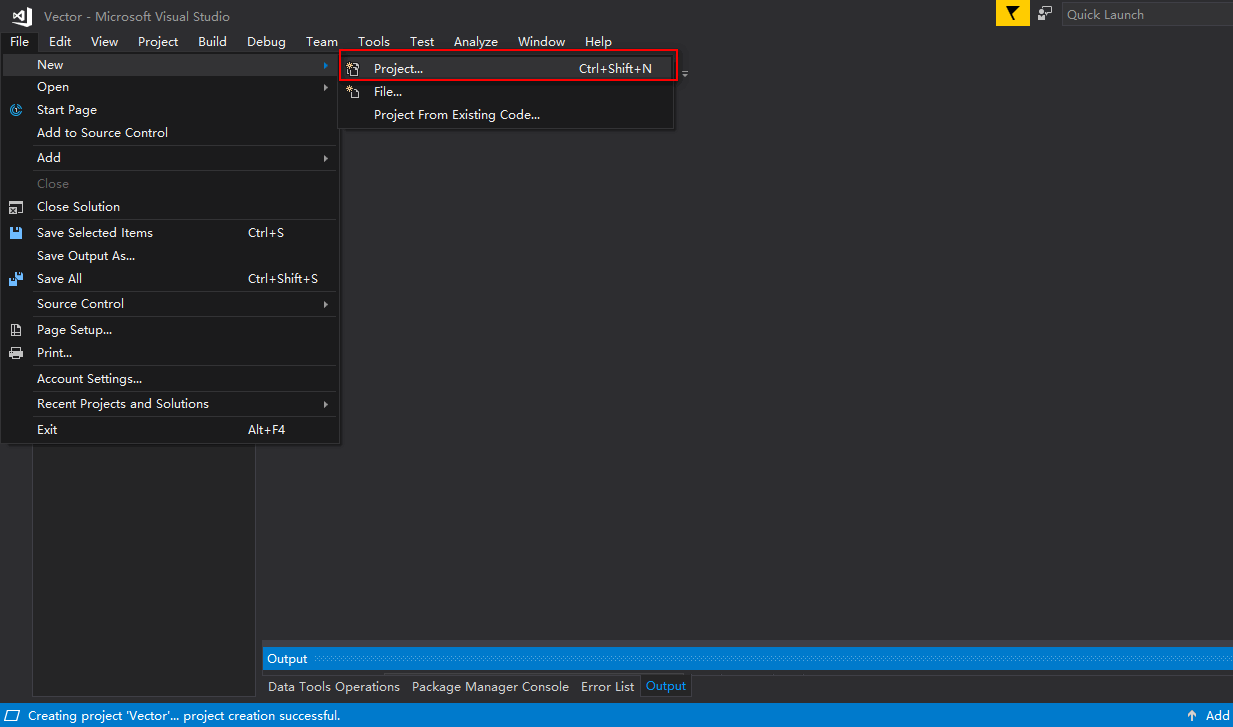 Vector - Microsoft Visual Studio
Quick Launch
File Edit View Project Build Debug Team Tools Test Analyze Window Help
New
Project... Ctrl+Shift+N
Open
File...
Start Page
Project From Existing Code...
Add to Source Control
Add
Close
Close Solution
Save Selected Items Ctrl+S
Save Output As...
Save All Ctrl+Shift+S
Source Control
Page Setup...
Print...
Account Settings...
Recent Projects and Solutions
Exit Alt+F4
Output
Data Tools Operations Package Manager Console Error List Output
Creating project 'Vector'... project creation successful. Add